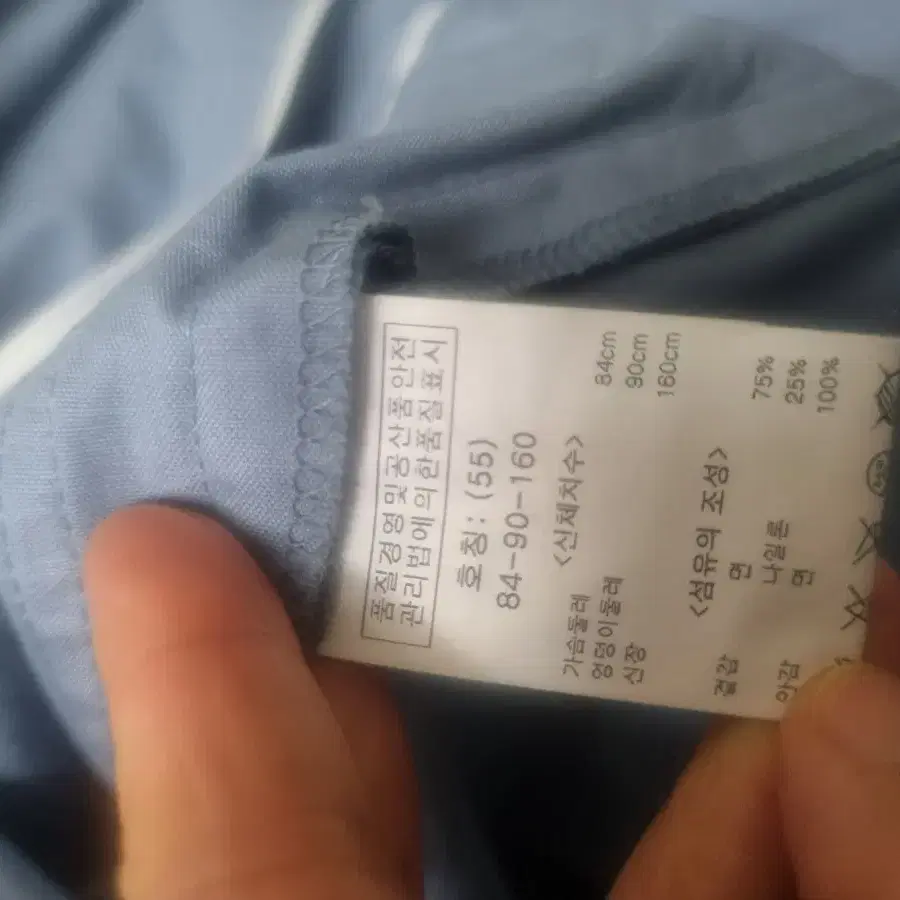 품질경영및공산품안전
관리법에의한품질표시
호칭: (55)
84-90-160
<신체치수>
가슴둘레 84cm
엉덩이둘레 90cm
신장 160cm
<섬유의 조성>
겉감 면 75%
나일론 25%
안감 면 100%